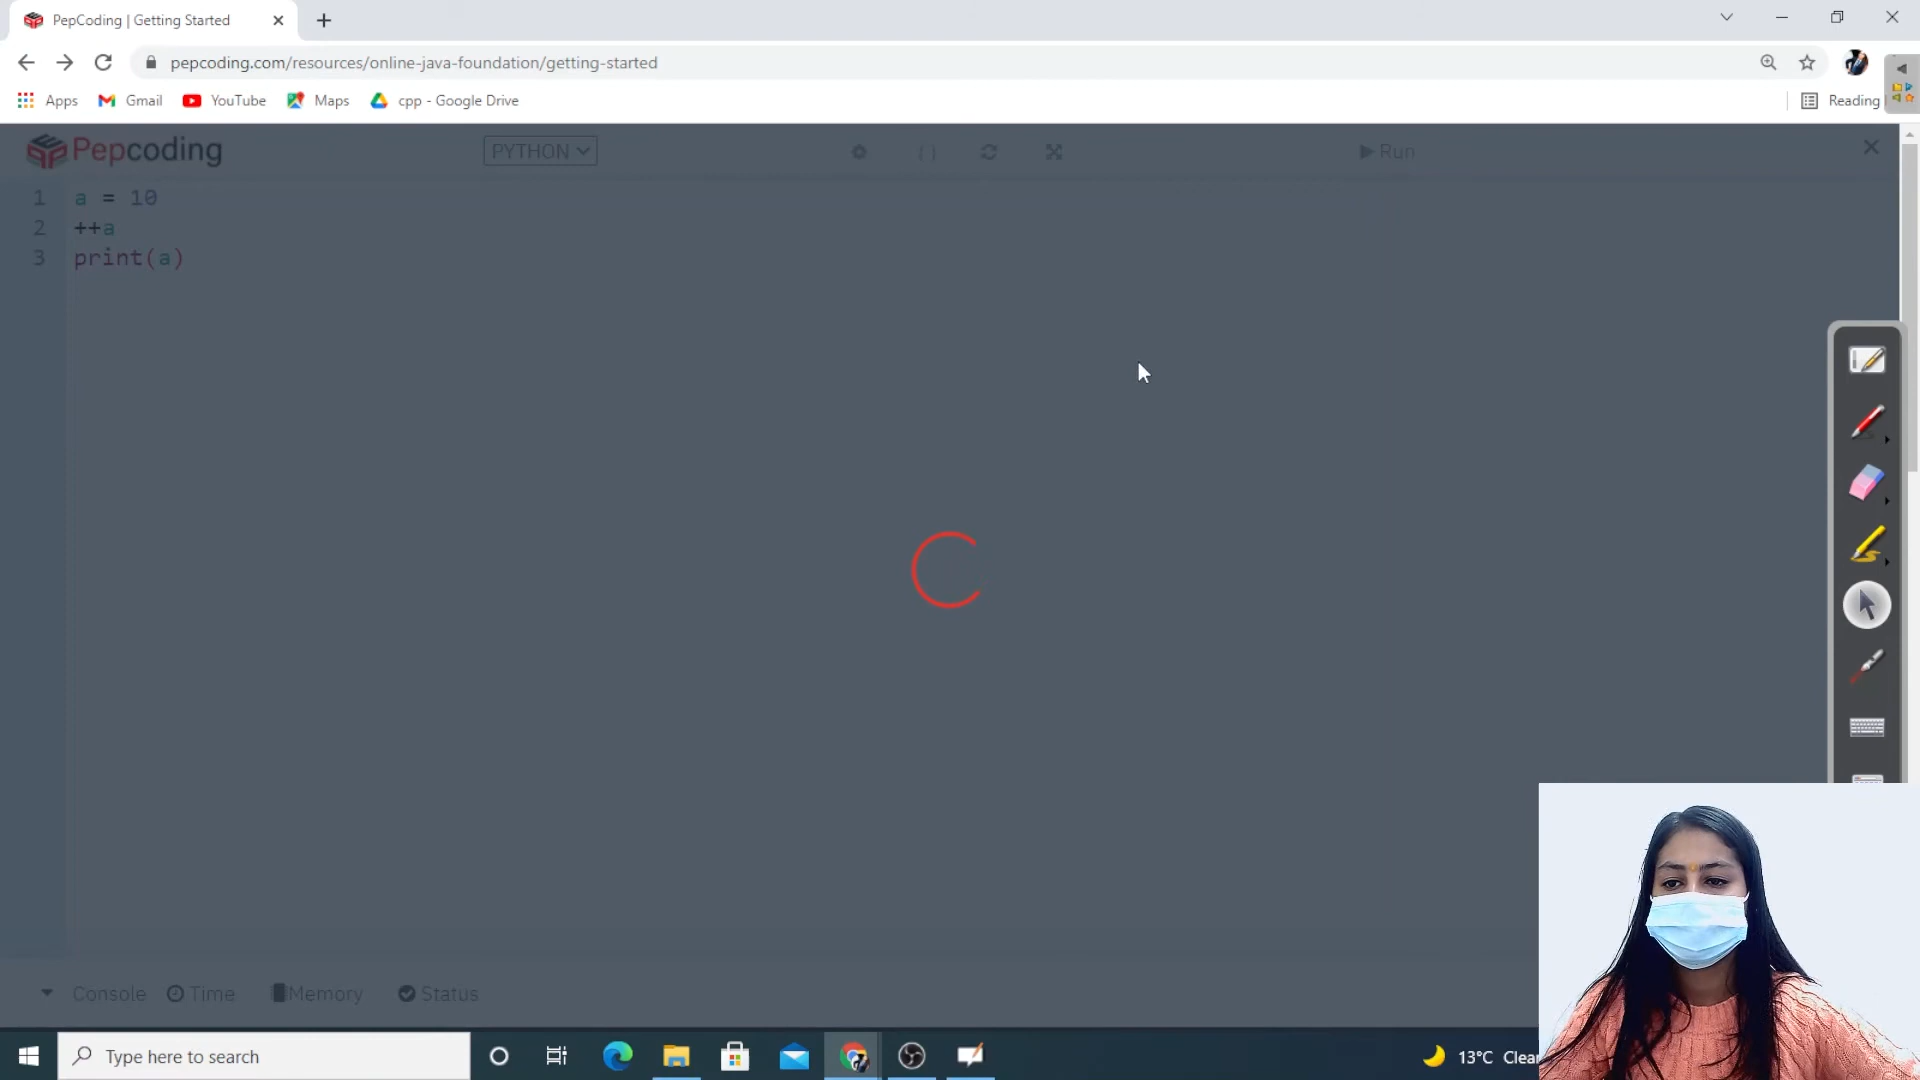 PepCoding | Getting Started
pepcoding.com/resources/online-java-foundation/getting-started
Apps Gmail YouTube Maps cpp - Google Drive Reading
Pepcoding PYTHON { } Run
1 a = 10
2 ++a
3 print(a)
Console Time Memory Status
Type here to search 13°C Clear